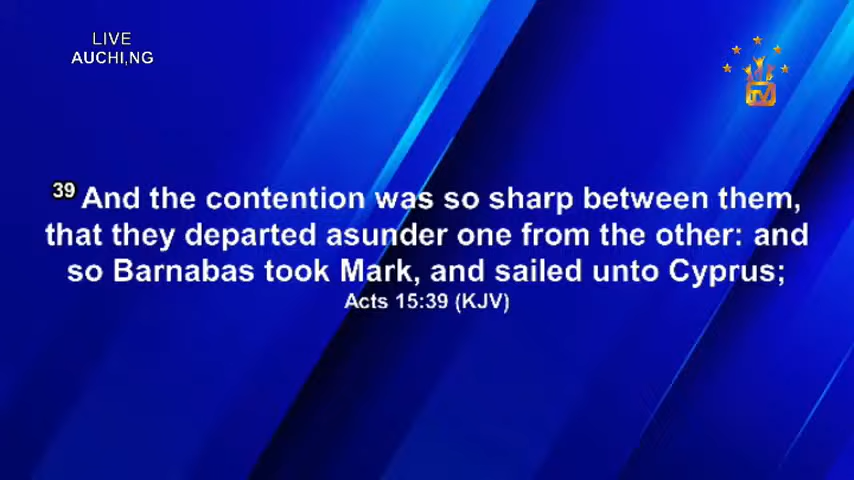 LIVE
AUCHI,NG
TV
39 And the contention was so sharp between them,
that they departed asunder one from the other: and
so Barnabas took Mark, and sailed unto Cyprus;
Acts 15:39 (KJV)